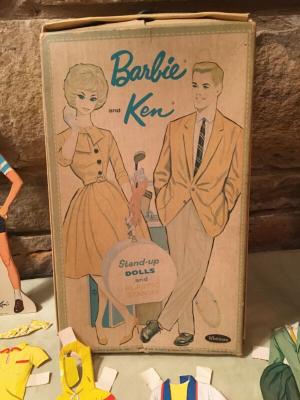 Barbie
and
Ken
Stand-up
DOLLS
and
Whitman